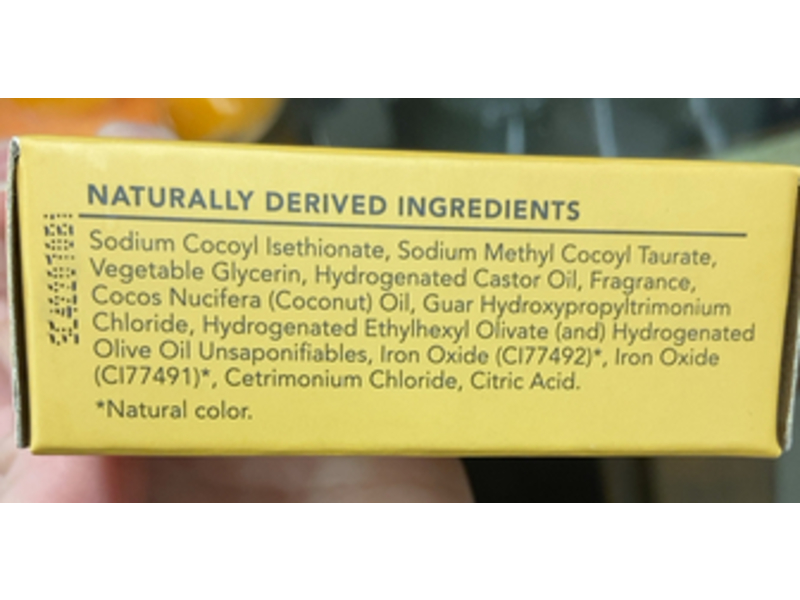 NATURALLY DERIVED INGREDIENTS
Sodium Cocoyl Isethionate, Sodium Methyl Cocoyl Taurate,
Vegetable Glycerin, Hydrogenated Castor Oil, Fragrance,
Cocos Nucifera (Coconut) Oil, Guar Hydroxypropyltrimonium
Chloride, Hydrogenated Ethylhexyl Olivate (and) Hydrogenated
Olive Oil Unsaponifiables, Iron Oxide (CI77492)*, Iron Oxide
(CI77491)*, Cetrimonium Chloride, Citric Acid.
*Natural color.